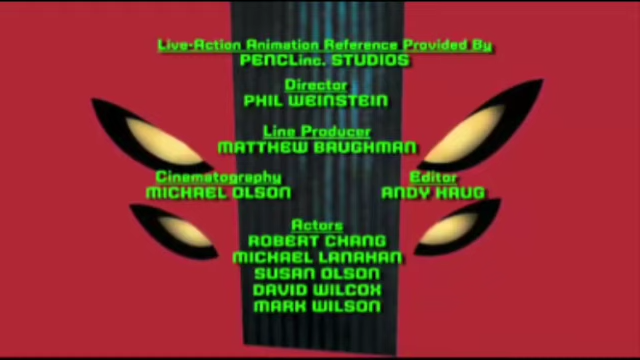 Live-Action Animation Reference Provided By
PENCLinc. STUDIOS
Director
PHIL WEINSTEIN
Line Producer
MATTHEW BAUGHMAN
Cinematography
MICHAEL OLSON
Editor
ANDY HAUG
Actors
ROBERT CHANG
MICHAEL LANAHAN
SUSAN OLSON
DAVID WILCOX
MARK WILSON